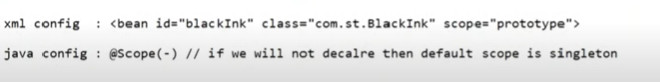 xml config  : <bean id="blackInk" class="com.st.BlackInk" scope="prototype">
java config : @Scope(-) // if we will not decalre then default scope is singleton